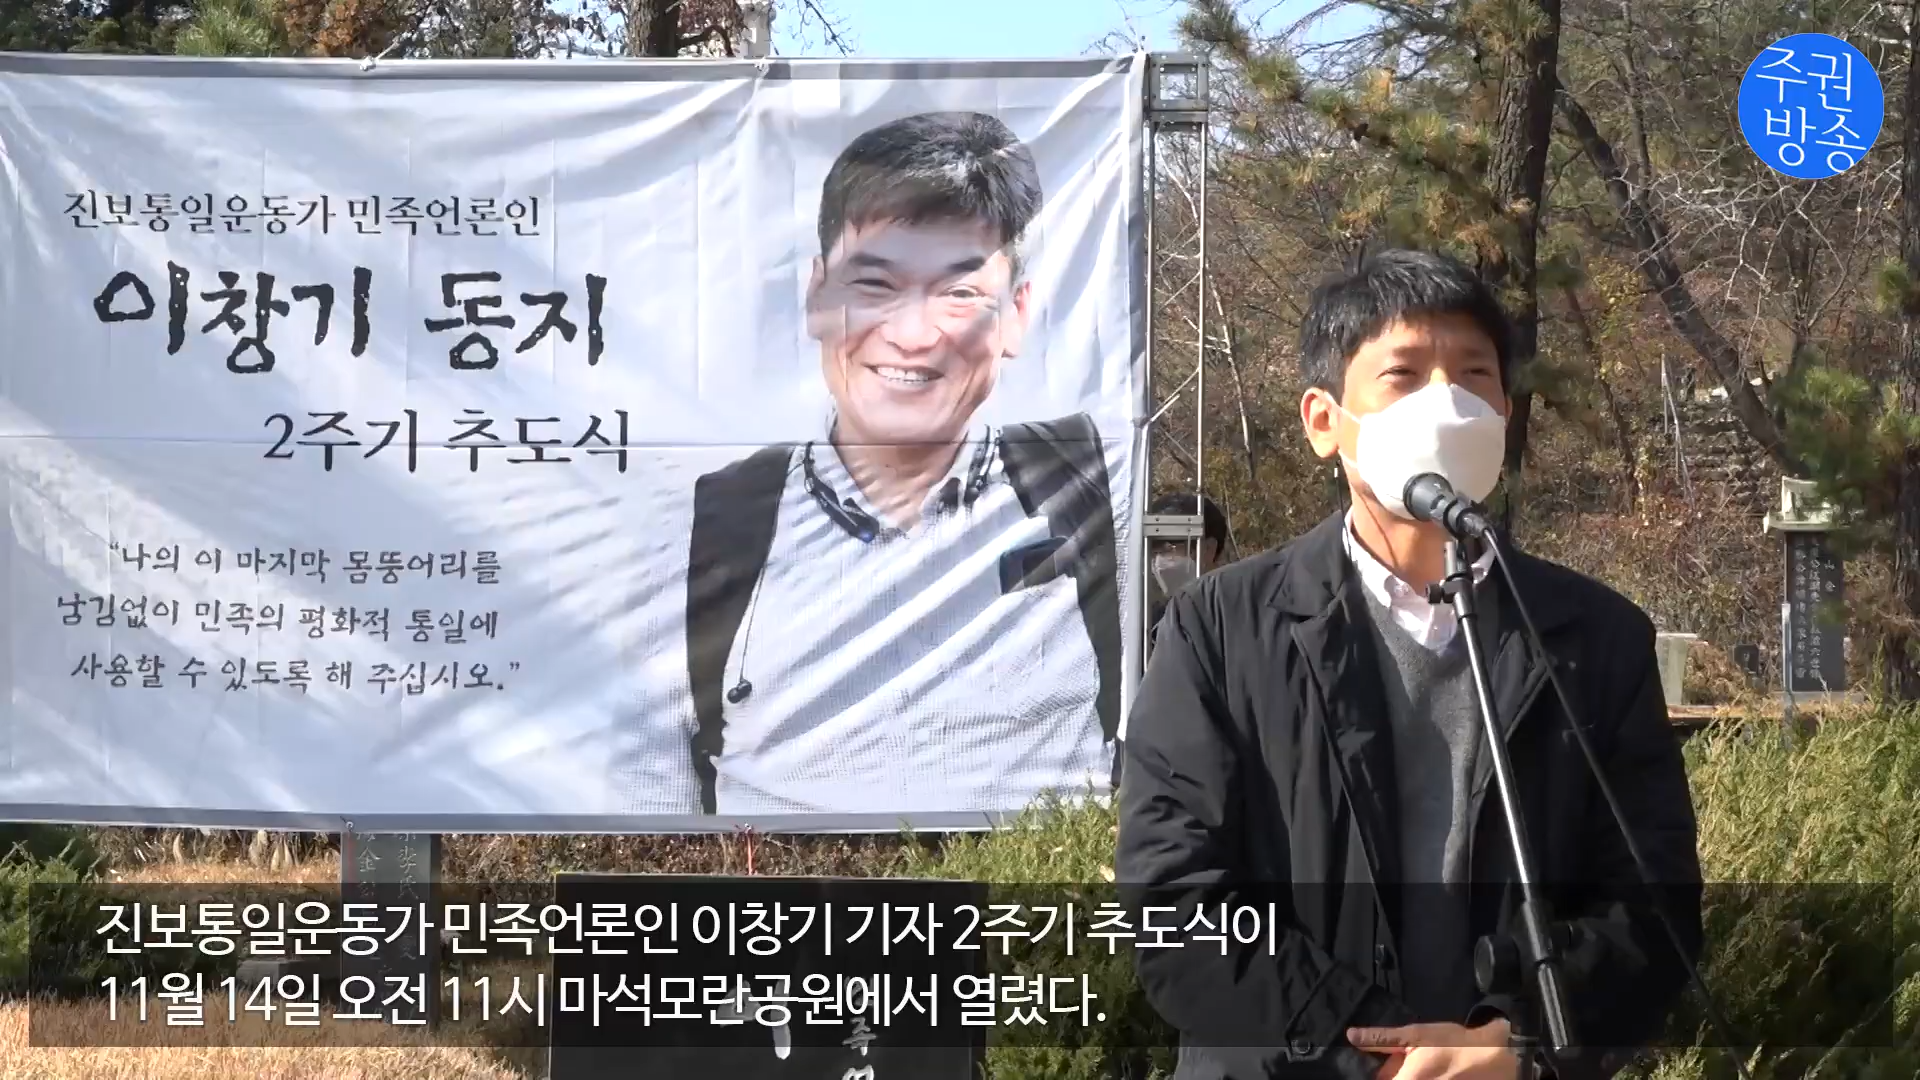 주권
방송
진보통일운동가 민족언론인
이창기 동지
2주기 추도식
“나의 이 마지막 몸뚱어리를
남김없이 민족의 평화적 통일에
사용할 수 있도록 해 주십시오.”
진보통일운동가 민족언론인 이창기 기자 2주기 추도식이
11월 14일 오전 11시 마석모란공원에서 열렸다.